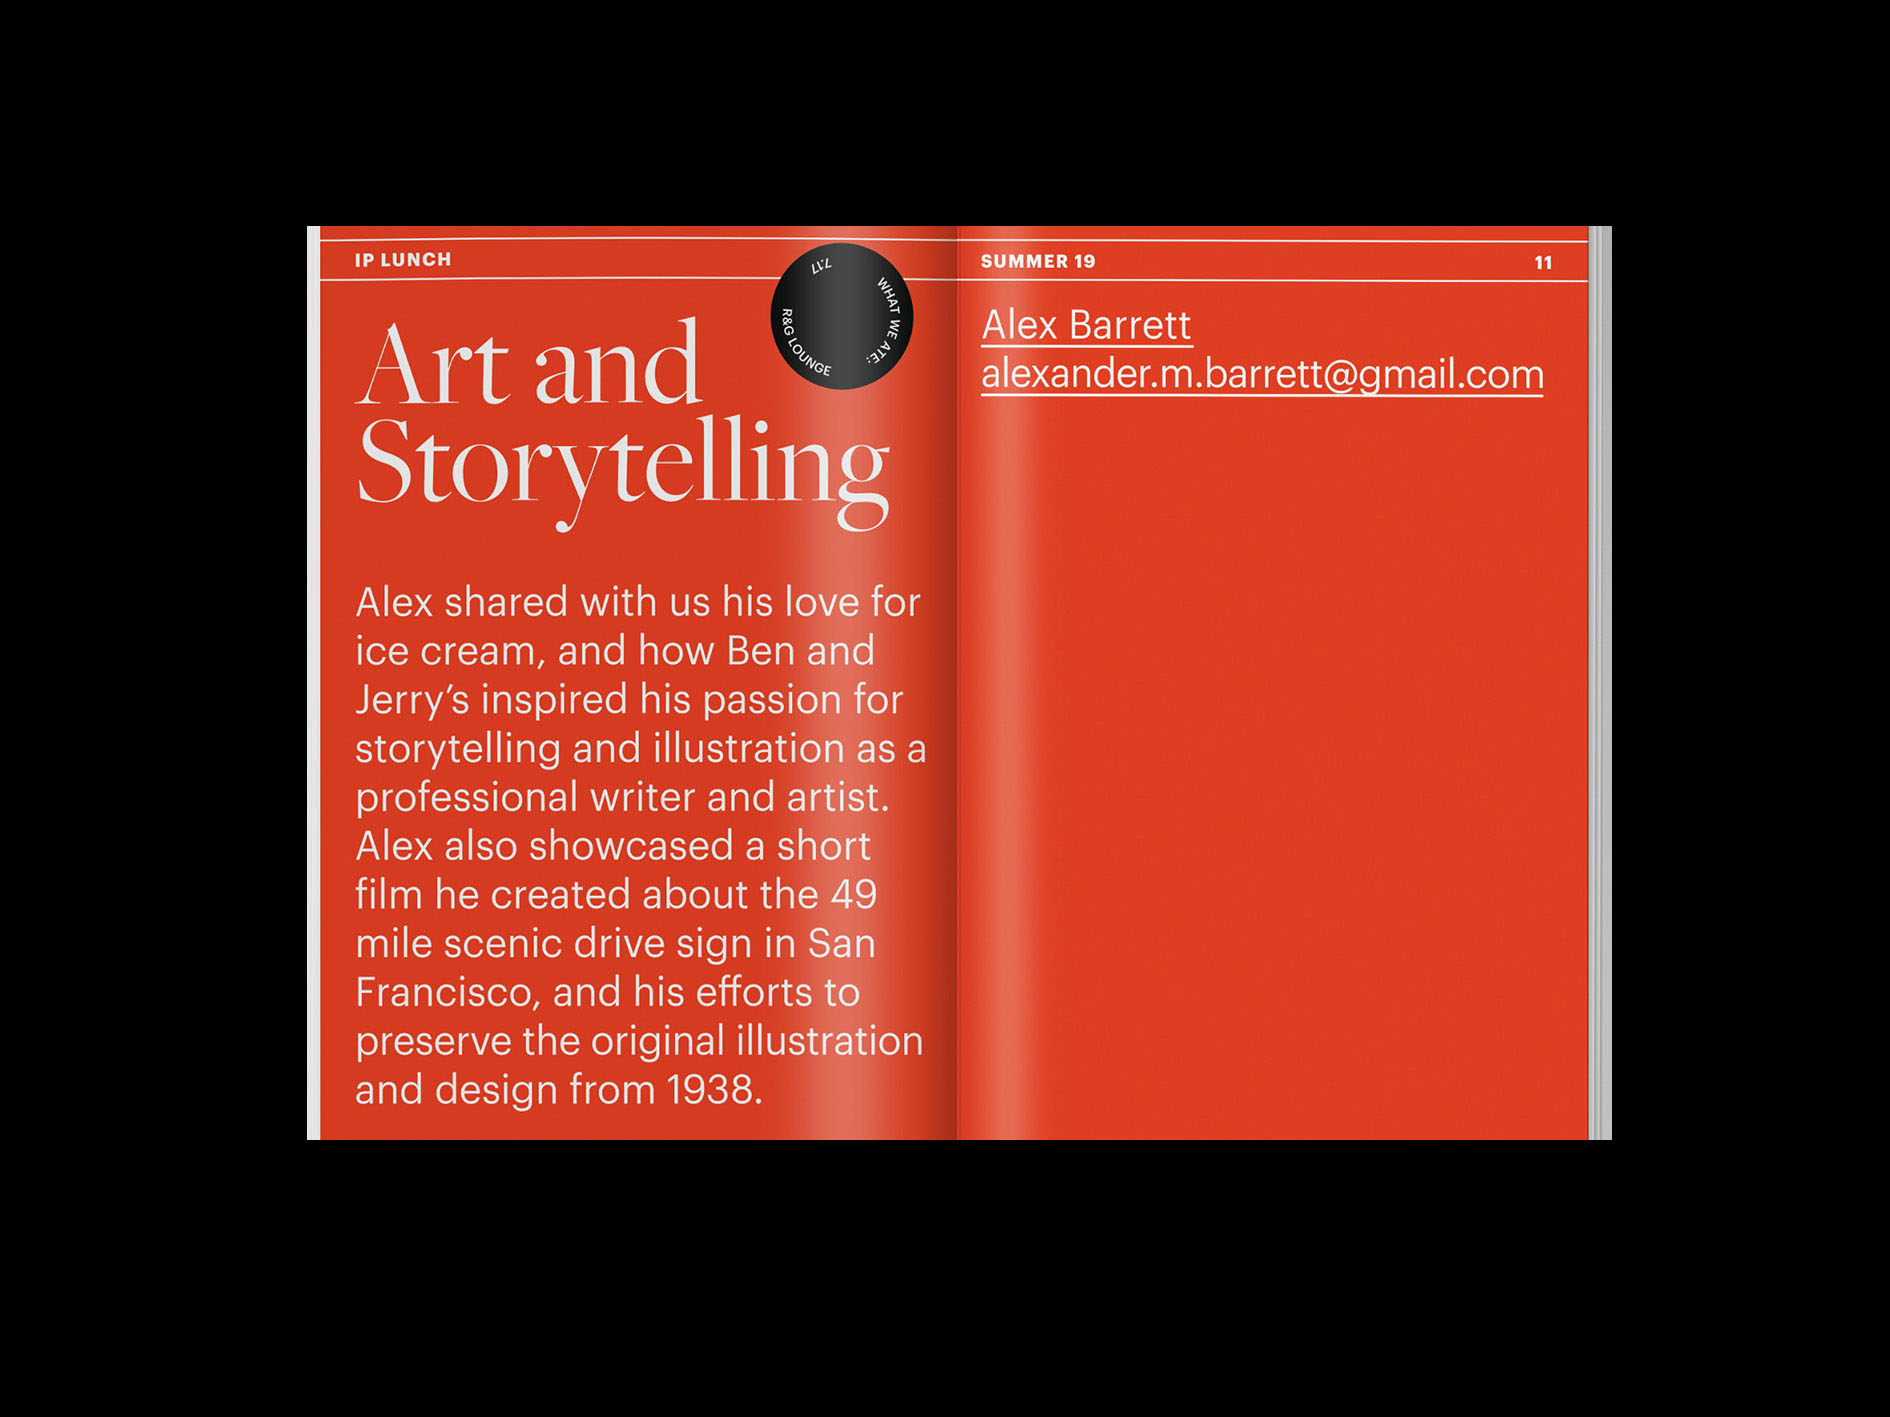 IP LUNCH
7.17
WHAT WE ATE:
R&G LOUNGE
Art and
Storytelling
Alex shared with us his love for
ice cream, and how Ben and
Jerry’s inspired his passion for
storytelling and illustration as a
professional writer and artist.
Alex also showcased a short
film he created about the 49
mile scenic drive sign in San
Francisco, and his efforts to
preserve the original illustration
and design from 1938.
SUMMER 19
11
Alex Barrett
alexander.m.barrett@gmail.com